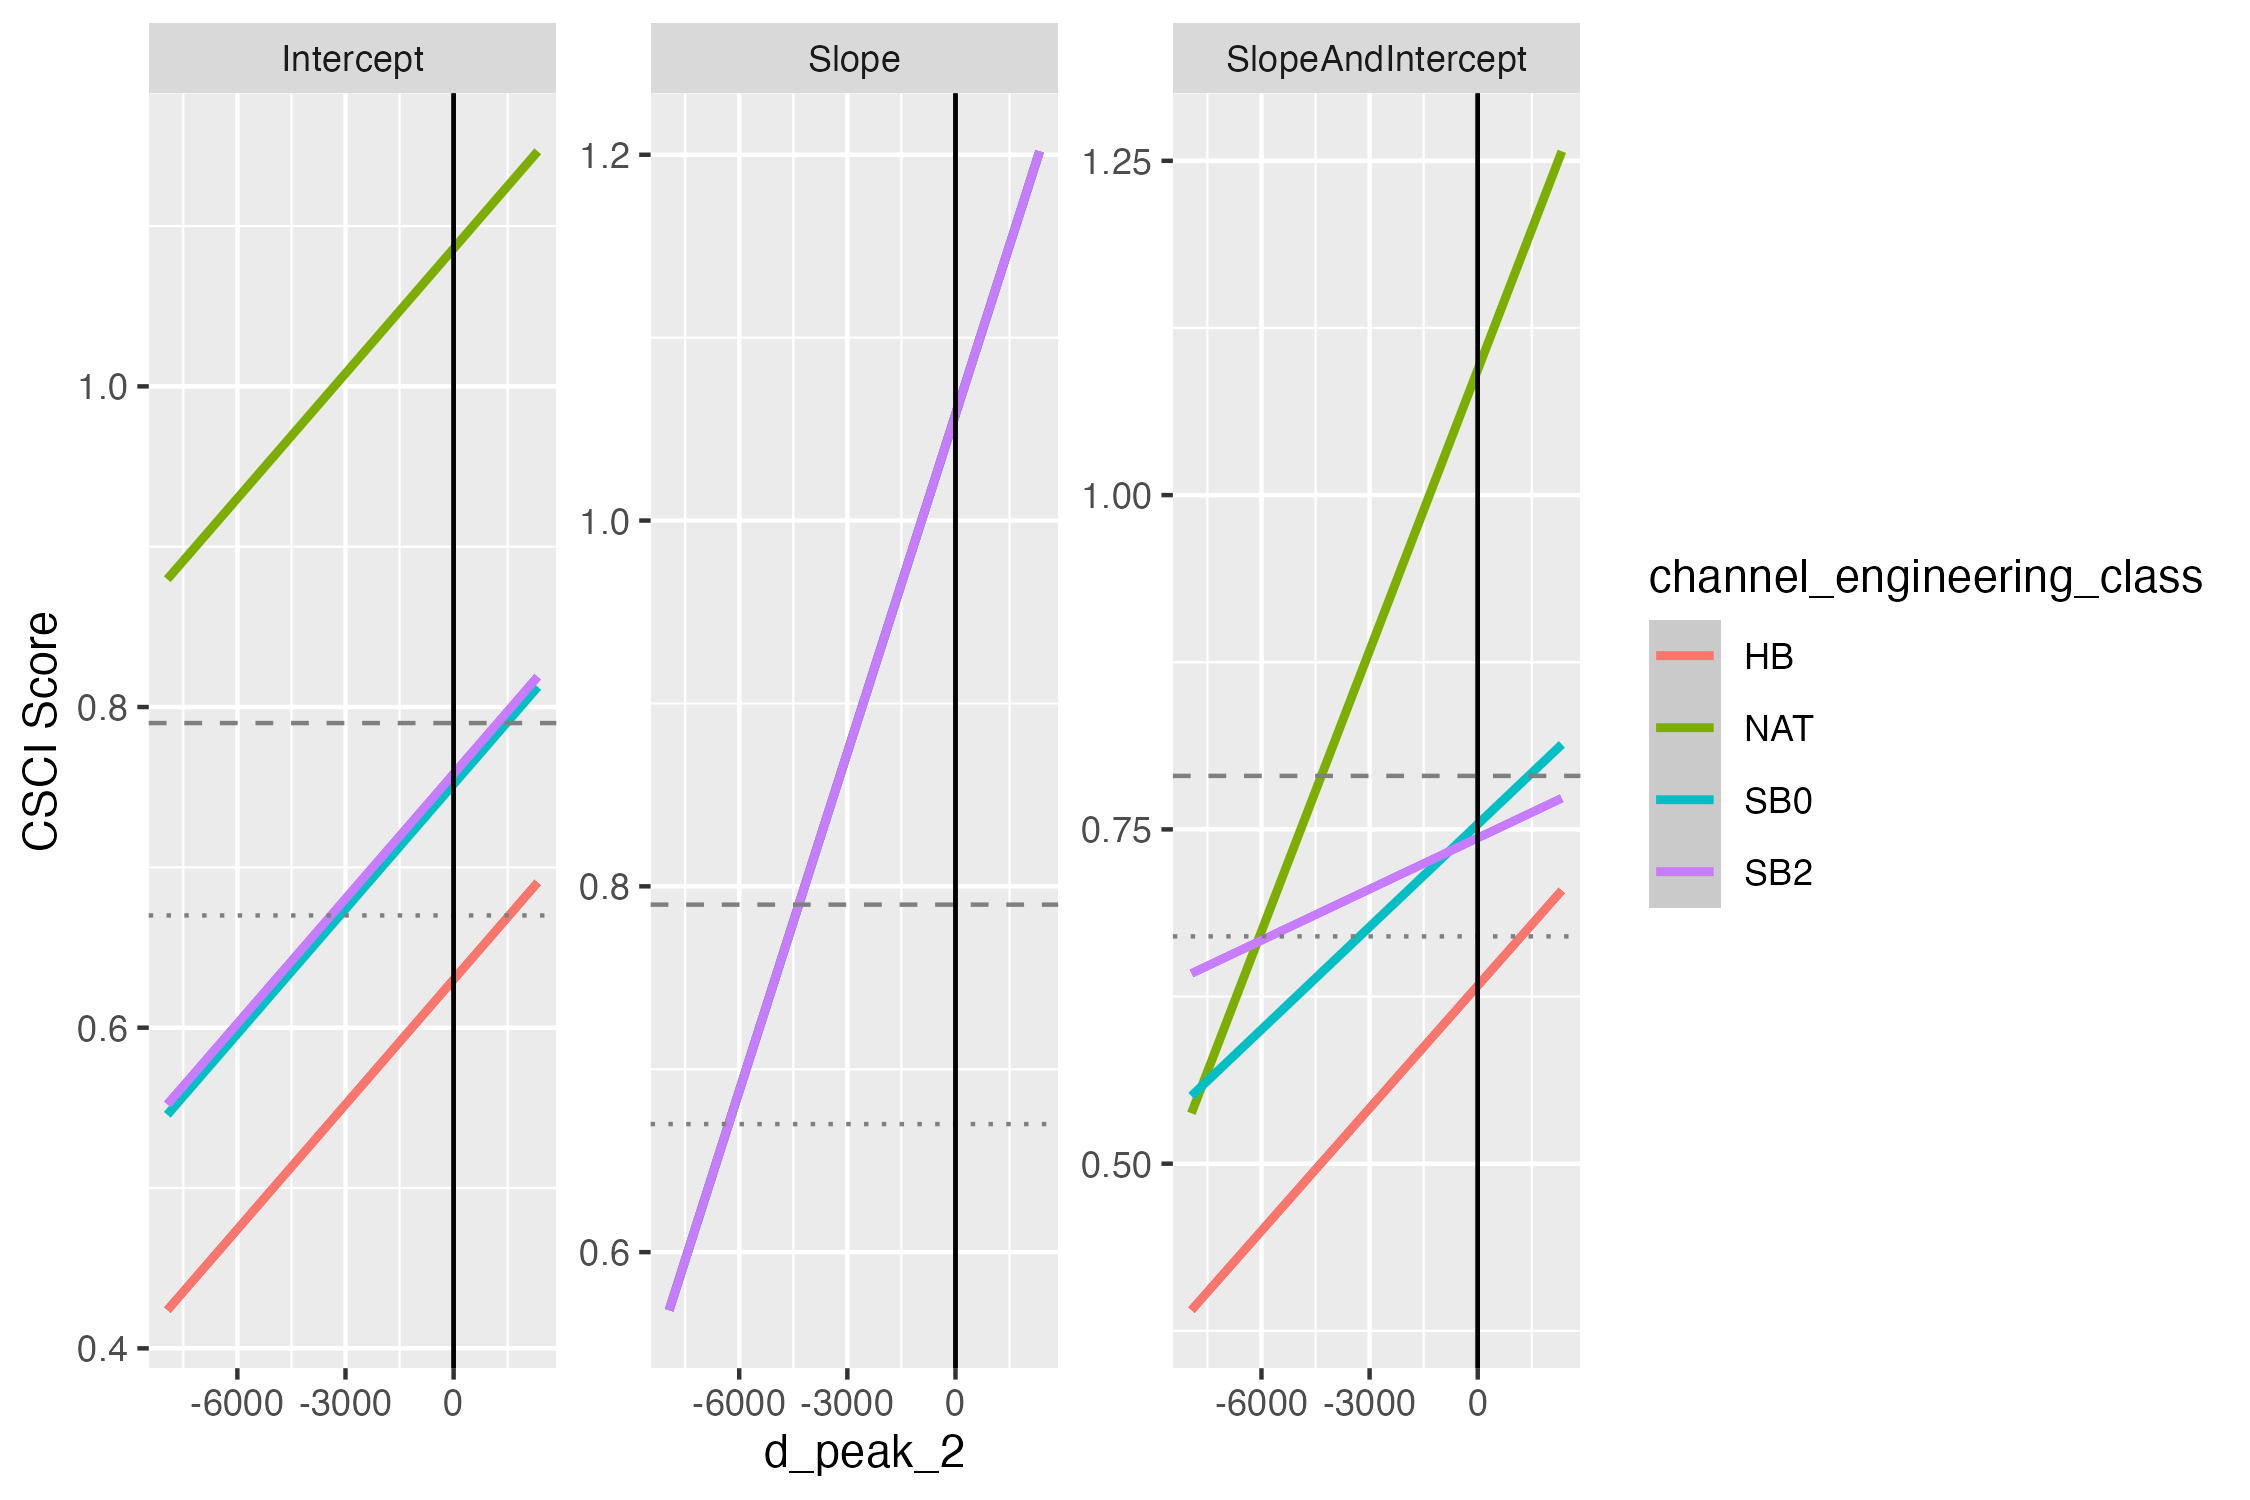 Intercept
Slope
SlopeAndIntercept
CSCI Score
1.0
0.8
0.6
0.4
1.2
1.0
0.8
0.6
1.25
1.00
0.75
0.50
-6000 -3000 0
-6000 -3000 0
-6000 -3000 0
d_peak_2
channel_engineering_class
HB
NAT
SB0
SB2